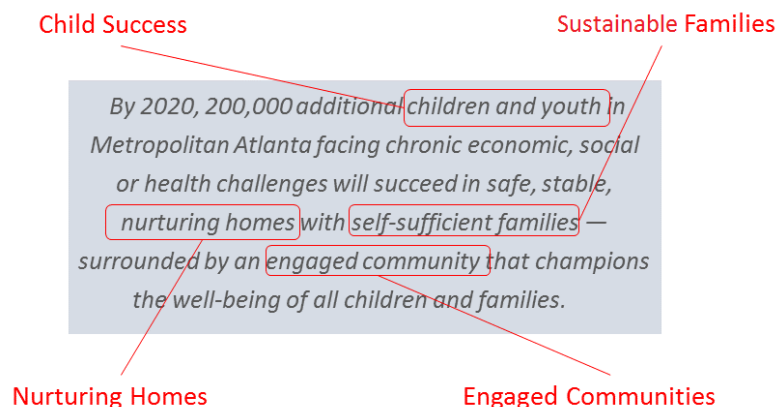 Child Success
Sustainable Families
By 2020, 200,000 additional children and youth in
Metropolitan Atlanta facing chronic economic, social
or health challenges will succeed in safe, stable,
nurturing homes with self-sufficient families —
surrounded by an engaged community that champions
the well-being of all children and families.
Nurturing Homes
Engaged Communities